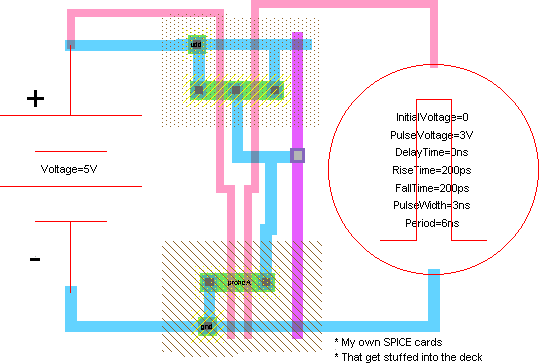 vdd
+
InitialVoltage=0
PulseVoltage=3V
DelayTime=0ns
Voltage=5V
RiseTime=200ps
FallTime=200ps
PulseWidth=3ns
Period=6ns
-
gnd
* My own SPICE cards
* That get stuffed into the deck